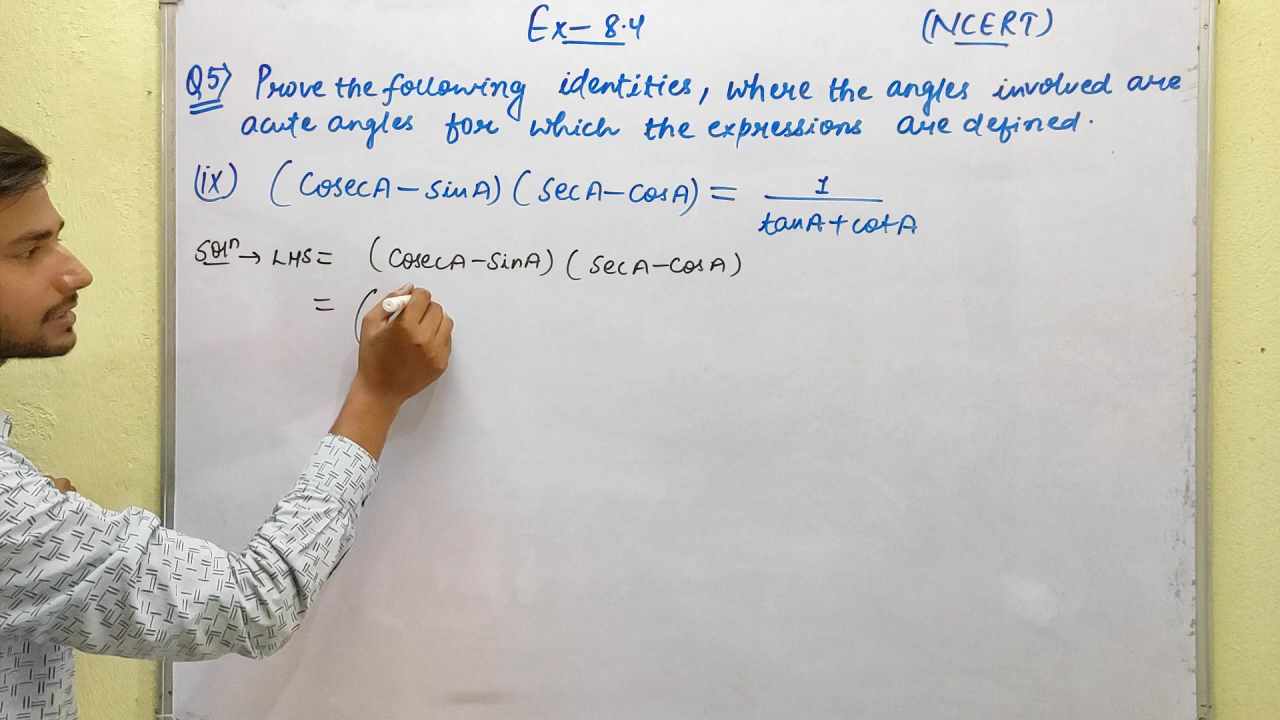 Ex-8.4 (NCERT)
Q5> Prove the following identities, where the angles involved are
acute angles for which the expressions are defined.
(ix) (CosecA-SinA)(SecA-CosA)= 1/tanA+cotA
Solⁿ→ LHS= (CosecA-SinA)(SecA-CosA)
= (